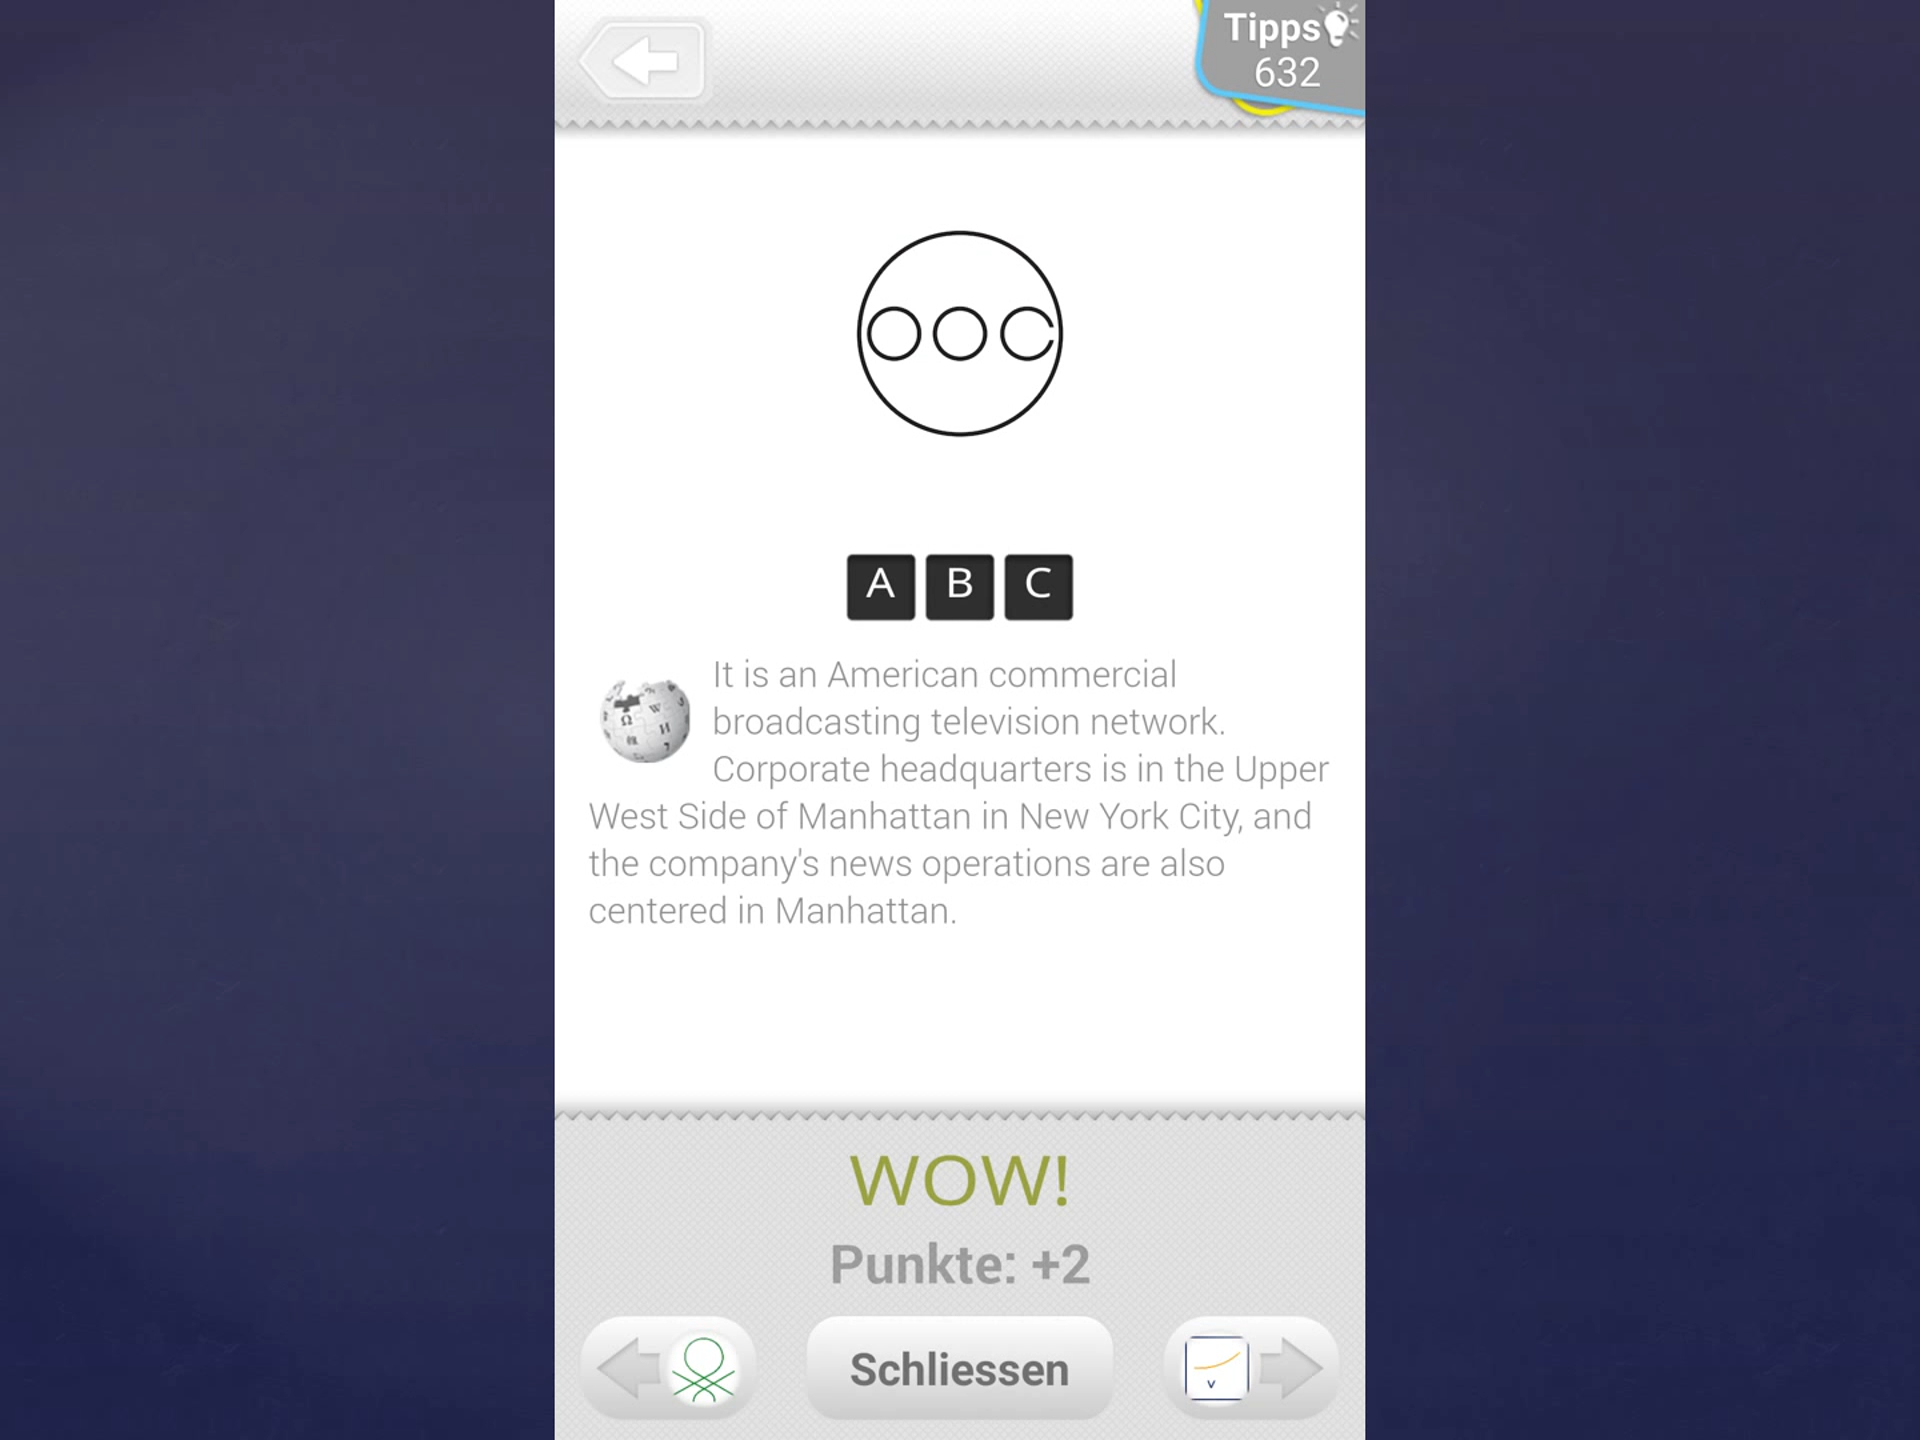 Tipps
632
A B C
It is an American commercial
broadcasting television network.
Corporate headquarters is in the Upper
West Side of Manhattan in New York City, and
the company's news operations are also
centered in Manhattan.
WOW!
Punkte: +2
Schliessen